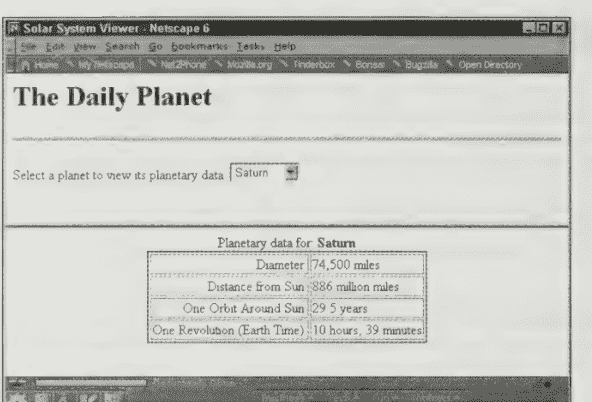 Solar System Viewer - Netscape 6
File Edit View Search Go Bookmarks Tasks Help
Home My Netscape Net2Phone Mozilla.org Tinderbox Bonsai Bugzilla Open Directory
The Daily Planet
Select a planet to view its planetary data Saturn
Planetary data for Saturn
Diameter 74,500 miles
Distance from Sun 886 million miles
One Orbit Around Sun 29 5 years
One Revolution (Earth Time) 10 hours, 39 minutes